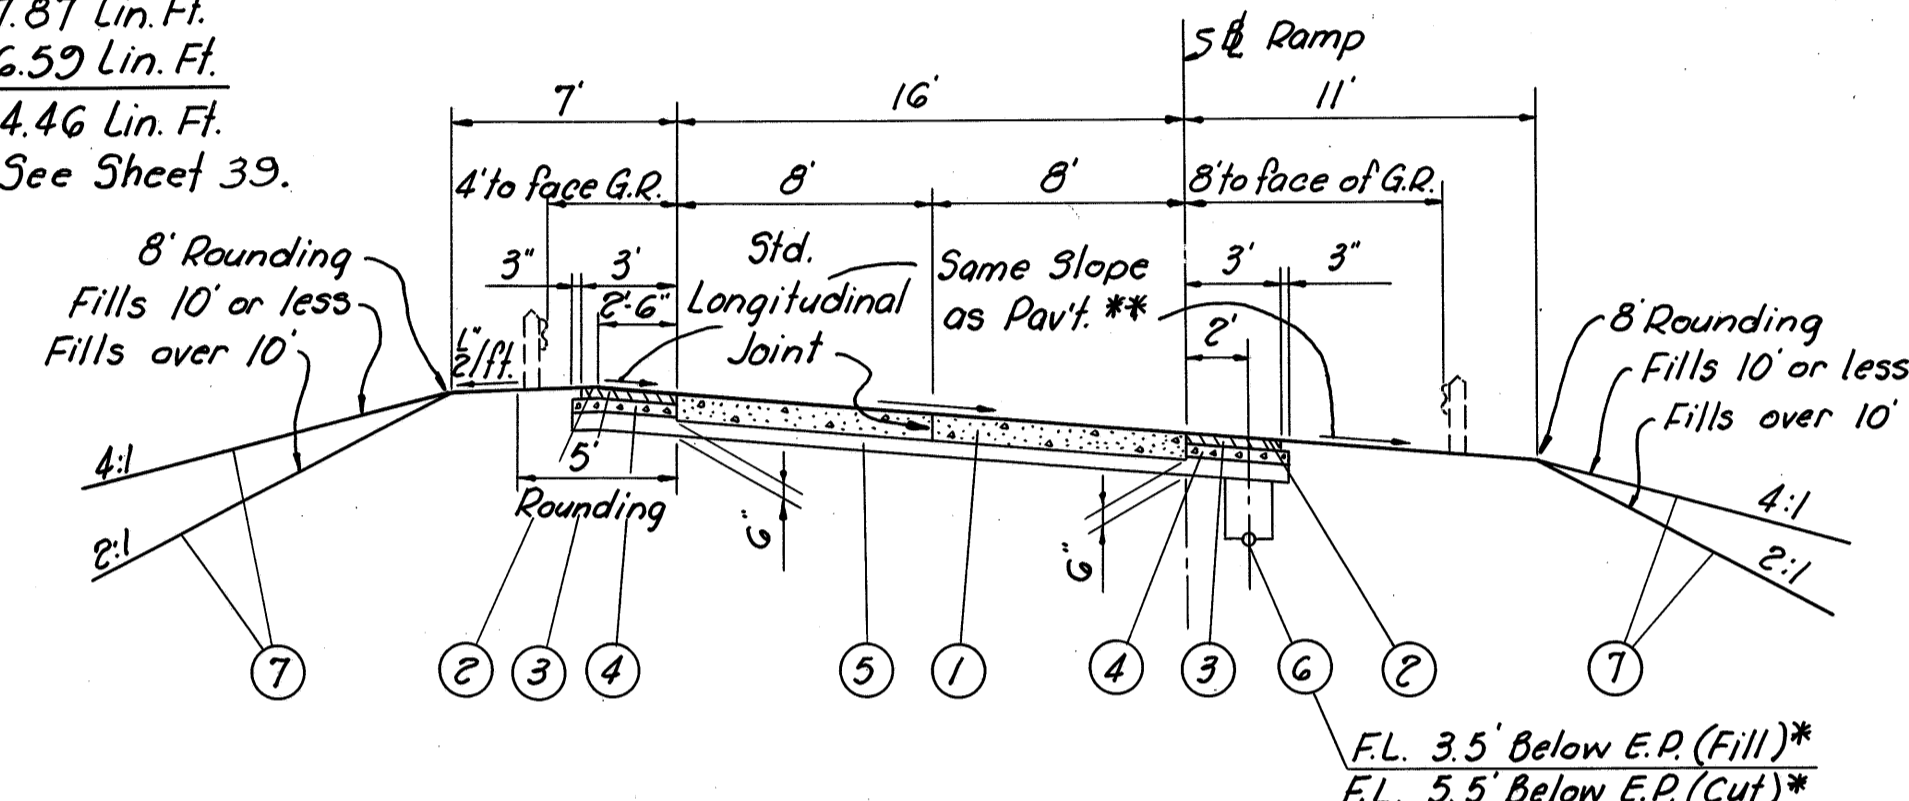 7.87 Lin. Ft.
6.59 Lin. Ft.
4.46 Lin. Ft.
See Sheet 39.
S ⅊ Ramp
7'
16'
11'
4' to face G.R.
8'
8'
8' to face of G.R.
8' Rounding
Fills 10' or less
Fills over 10'
3"
3'
2'-6"
Std.
Longitudinal
Joint
Same Slope
as Pav't. **
3'
3"
2'
8' Rounding
Fills 10' or less
Fills over 10'
1/2"/ft.
4:1
2:1
5'
Rounding
6"
6"
4:1
2:1
7
2
3
4
5
1
4
3
6
2
7
F.L. 3.5' Below E.P. (Fill)*
F.L. 5.5' Below E.P. (Cut)*